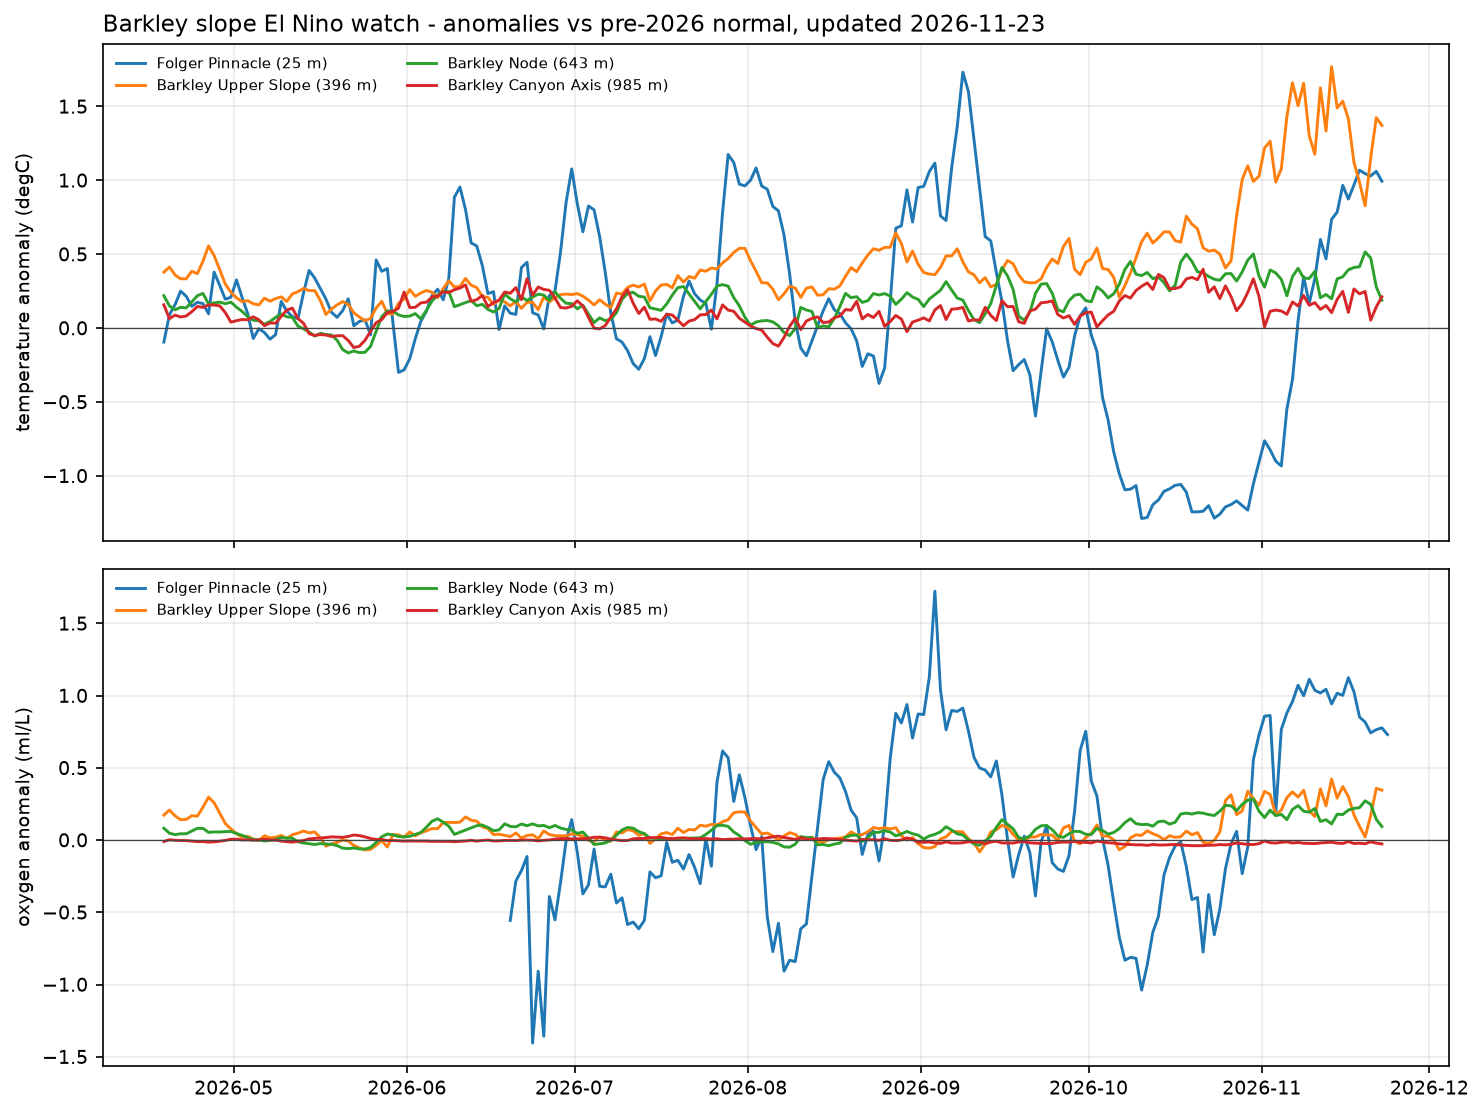 Barkley slope El Nino watch - anomalies vs pre-2026 normal, updated 2026-11-23
Folger Pinnacle (25 m)
Barkley Upper Slope (396 m)
Barkley Node (643 m)
Barkley Canyon Axis (985 m)
temperature anomaly (degC)
1.5
1.0
0.5
0.0
−0.5
−1.0
Folger Pinnacle (25 m)
Barkley Upper Slope (396 m)
Barkley Node (643 m)
Barkley Canyon Axis (985 m)
oxygen anomaly (ml/L)
1.5
1.0
0.5
0.0
−0.5
−1.0
−1.5
2026-05 2026-06 2026-07 2026-08 2026-09 2026-10 2026-11 2026-12